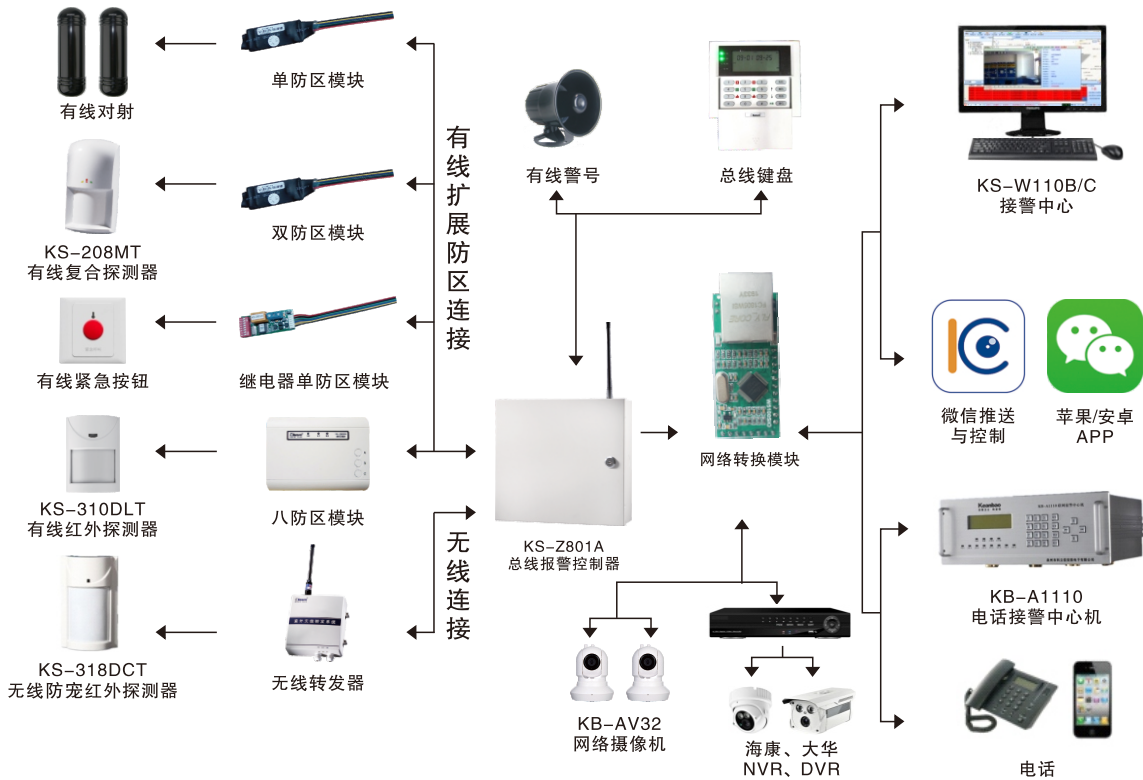 有线对射
单防区模块
KS-208MT
有线复合探测器
双防区模块
有线紧急按钮
继电器单防区模块
KS-310DLT
有线红外探测器
八防区模块
KS-318DCT
无线防宠红外探测器
无线转发器
有线扩展防区连接
无线连接
有线警号
总线键盘
KS-Z801A
总线报警控制器
网络转换模块
KB-AV32
网络摄像机
海康、大华
NVR、DVR
KS-W110B/C
接警中心
微信推送
与控制
苹果/安卓
APP
KB-A1110
电话接警中心机
电话